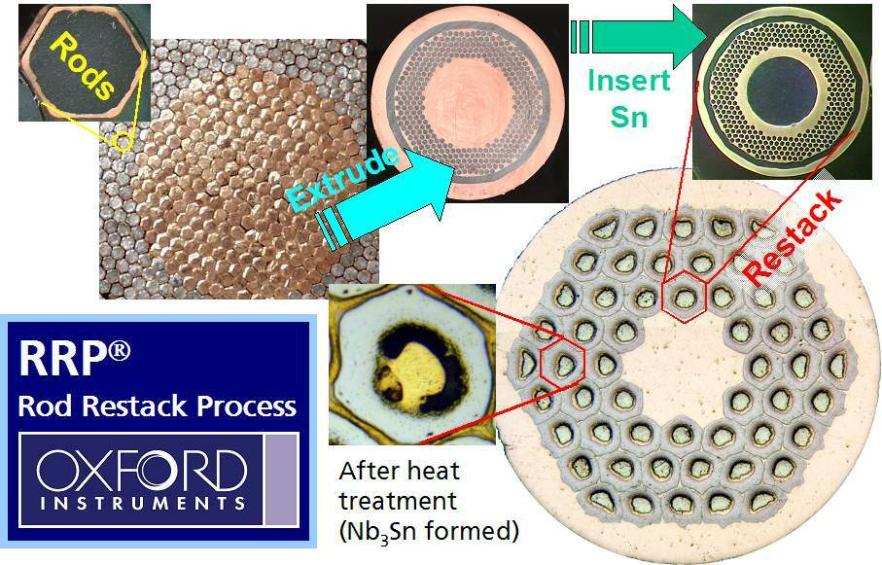 Rods
Extrude
Insert
Sn
Restack
RRP®
Rod Restack Process
OXFORD
INSTRUMENTS
After heat
treatment
(Nb₃Sn formed)